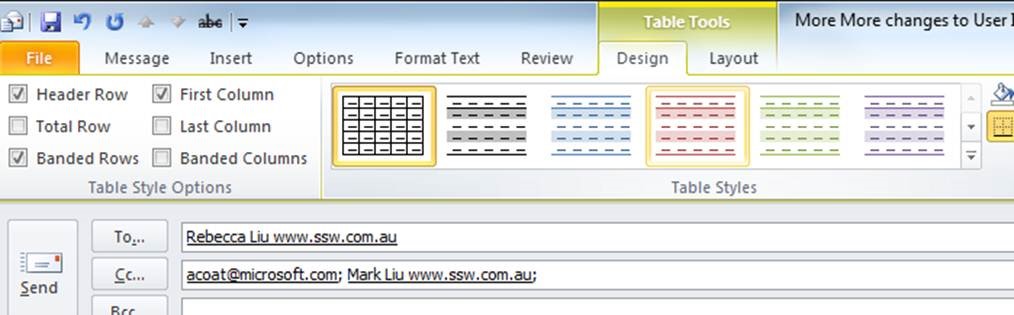 abc
Table Tools
More More changes to User I
File Message Insert Options Format Text Review Design Layout
Header Row First Column
Total Row Last Column
Banded Rows Banded Columns
Table Style Options
Table Styles
To...
Rebecca Liu www.ssw.com.au
Cc...
acoat@microsoft.com; Mark Liu www.ssw.com.au;
Send
Bcc...